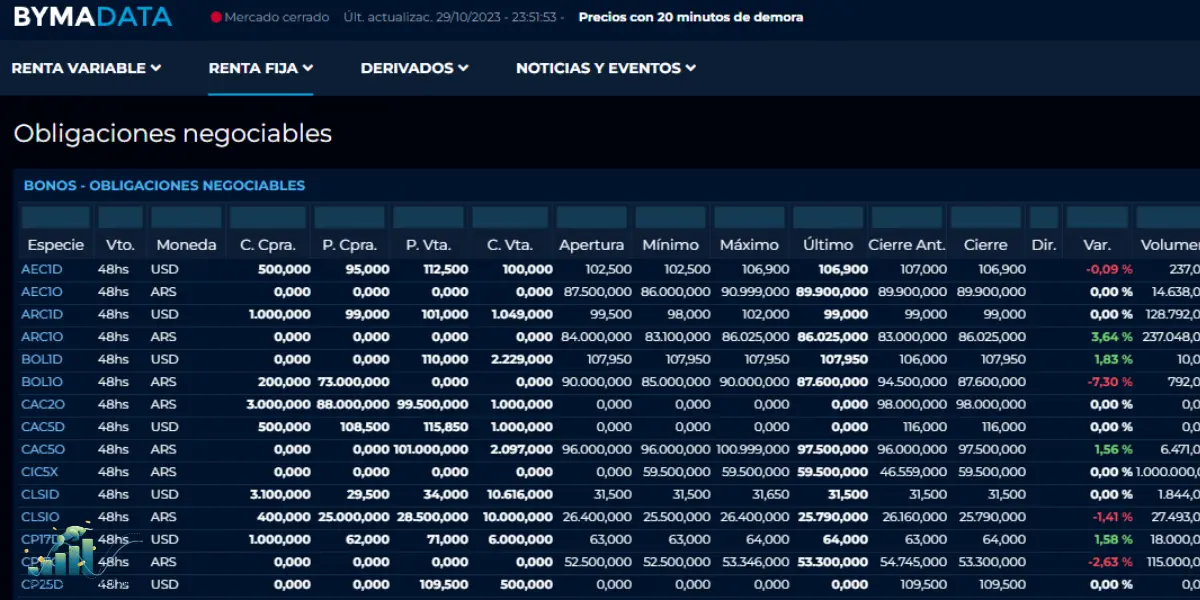 BYMADATA Mercado cerrado Últ. actualizac. 29/10/2023 - 23:51:53 - Precios con 20 minutos de demora
RENTA VARIABLE RENTA FIJA DERIVADOS NOTICIAS Y EVENTOS
Obligaciones negociables
BONOS - OBLIGACIONES NEGOCIABLES
Especie Vto. Moneda C. Cpra. P. Cpra. P. Vta. C. Vta. Apertura Mínimo Máximo Último Cierre Ant. Cierre Dir. Var. Volumen
AEC1D 48hs USD 500,000 95,000 112,500 100,000 102,500 102,500 106,900 106,900 107,000 106,900 -0,09 % 237,0
AEC1O 48hs ARS 0,000 0,000 0,000 0,000 87.500,000 86.000,000 90.999,000 89.900,000 89.900,000 89.900,000 0,00 % 14.638,0
ARC1D 48hs USD 1.000,000 99,000 101,000 1.049,000 99,500 98,000 102,000 99,000 99,000 99,000 0,00 % 128.792,0
ARC1O 48hs ARS 0,000 0,000 0,000 0,000 84.000,000 83.100,000 86.025,000 86.025,000 83.000,000 86.025,000 3,64 % 237.048,0
BOL1D 48hs USD 0,000 0,000 110,000 2.229,000 107,950 107,950 107,950 107,950 106,000 107,950 1,83 % 10,0
BOL1O 48hs ARS 200,000 73.000,000 0,000 0,000 90.000,000 85.000,000 90.000,000 87.600,000 94.500,000 87.600,000 -7,30 % 792,0
CAC2O 48hs ARS 3.000,000 88.000,000 99.500,000 1.000,000 0,000 0,000 0,000 0,000 98.000,000 98.000,000 0,00 % 0,0
CAC5D 48hs USD 500,000 108,500 115,850 1.000,000 0,000 0,000 0,000 0,000 116,000 116,000 0,00 % 0,0
CAC5O 48hs ARS 0,000 0,000 101.000,000 2.097,000 96.000,000 96.000,000 100.999,000 97.500,000 96.000,000 97.500,000 1,56 % 6.471,0
CIC5X 48hs ARS 0,000 0,000 0,000 0,000 0,000 59.500,000 59.500,000 59.500,000 46.559,000 59.500,000 0,00 % 1.000.000,0
CLSID 48hs USD 3.100,000 29,500 34,000 10.616,000 31,500 31,500 31,650 31,500 31,500 31,500 0,00 % 1.844,0
CLSIO 48hs ARS 400,000 25.000,000 28.500,000 10.000,000 26.400,000 25.500,000 26.400,000 25.790,000 26.160,000 25.790,000 -1,41 % 27.493,0
CP17D 48hs USD 1.000,000 62,000 71,000 6.000,000 63,000 63,000 64,000 64,000 63,000 64,000 1,58 % 18.000,0
48hs ARS 0,000 0,000 0,000 0,000 52.500,000 52.500,000 53.346,000 53.300,000 54.745,000 53.300,000 -2,63 % 115.000,0
CP25D 48hs USD 0,000 0,000 109,500 500,000 0,000 0,000 0,000 0,000 109,500 109,500 0,00 % 0,0